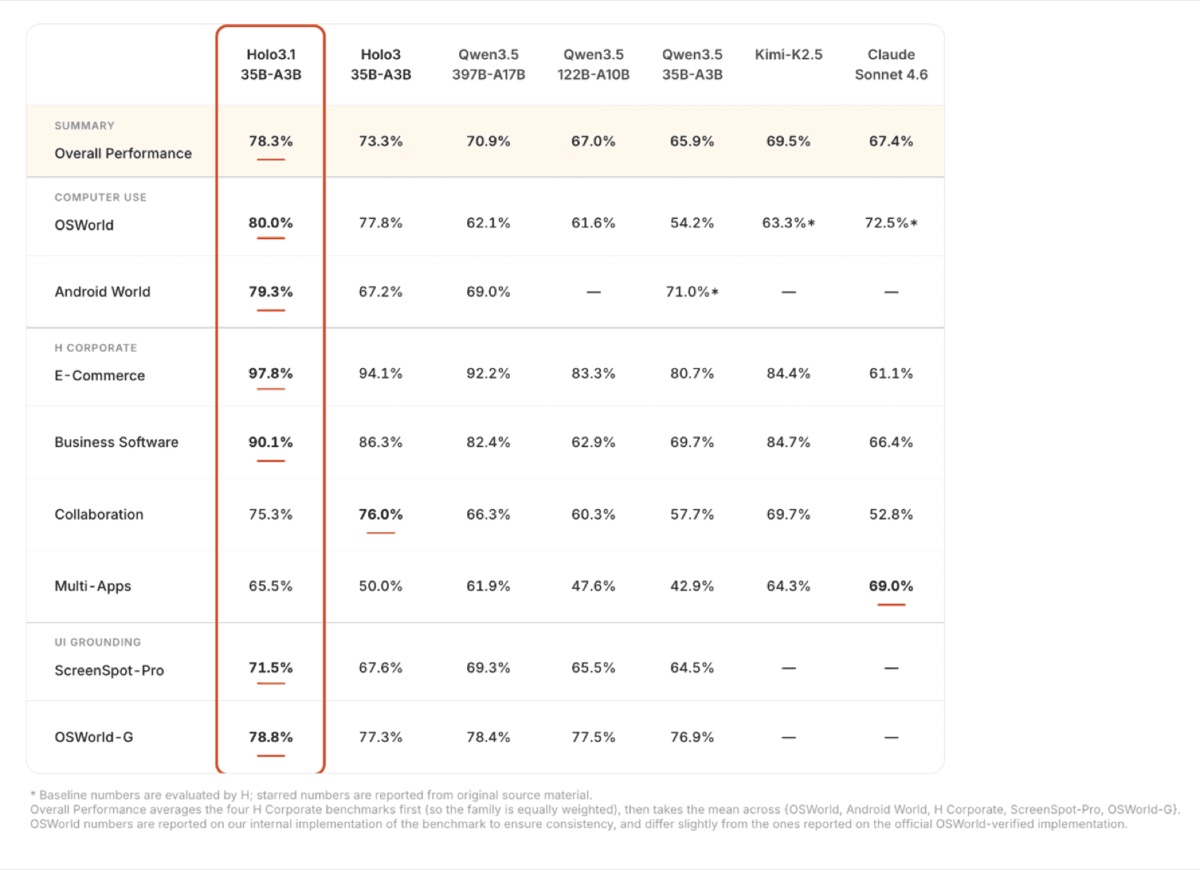 Holo3.1 Holo3 Qwen3.5 Qwen3.5 Qwen3.5 Kimi-K2.5 Claude
35B-A3B 35B-A3B 397B-A17B 122B-A10B 35B-A3B Sonnet 4.6
SUMMARY
Overall Performance 78.3% 73.3% 70.9% 67.0% 65.9% 69.5% 67.4%
COMPUTER USE
OSWorld 80.0% 77.8% 62.1% 61.6% 54.2% 63.3%* 72.5%*
Android World 79.3% 67.2% 69.0% — 71.0%* — —
H CORPORATE
E-Commerce 97.8% 94.1% 92.2% 83.3% 80.7% 84.4% 61.1%
Business Software 90.1% 86.3% 82.4% 62.9% 69.7% 84.7% 66.4%
Collaboration 75.3% 76.0% 66.3% 60.3% 57.7% 69.7% 52.8%
Multi-Apps 65.5% 50.0% 61.9% 47.6% 42.9% 64.3% 69.0%
UI GROUNDING
ScreenSpot-Pro 71.5% 67.6% 69.3% 65.5% 64.5% — —
OSWorld-G 78.8% 77.3% 78.4% 77.5% 76.9% — —
* Baseline numbers are evaluated by H; starred numbers are reported from original source material.
Overall Performance averages the four H Corporate benchmarks first (so the family is equally weighted), then takes the mean across {OSWorld, Android World, H Corporate, ScreenSpot-Pro, OSWorld-G}.
OSWorld numbers are reported on our internal implementation of the benchmark to ensure consistency, and differ slightly from the ones reported on the official OSWorld-verified implementation.